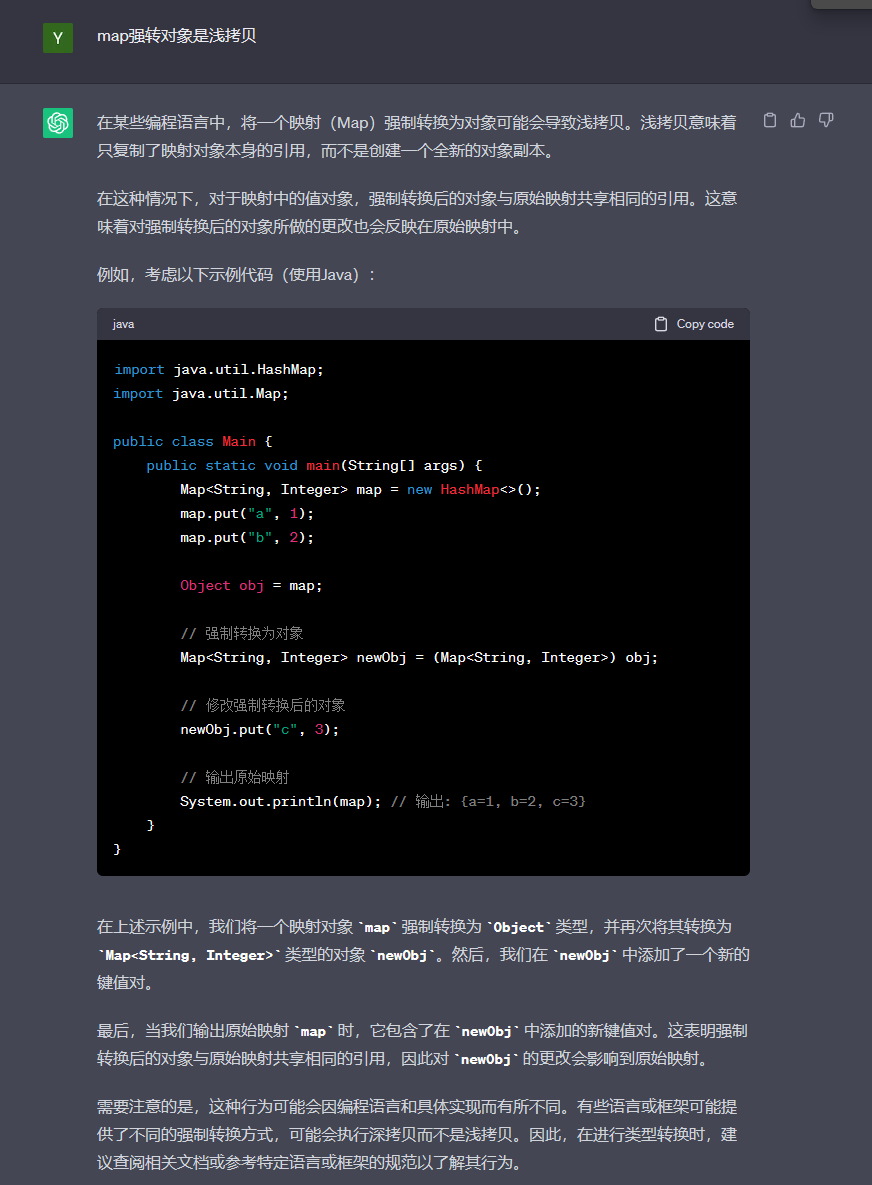 Y
map强转对象是浅拷贝
在某些编程语言中，将一个映射（Map）强制转换为对象可能会导致浅拷贝。浅拷贝意味着
只复制了映射对象本身的引用，而不是创建一个全新的对象副本。
在这种情况下，对于映射中的值对象，强制转换后的对象与原始映射共享相同的引用。这意
味着对强制转换后的对象所做的更改也会反映在原始映射中。
例如，考虑以下示例代码（使用Java）：
java
Copy code
import java.util.HashMap;
import java.util.Map;
public class Main {
    public static void main(String[] args) {
        Map<String, Integer> map = new HashMap<>();
        map.put("a", 1);
        map.put("b", 2);
        Object obj = map;
        // 强制转换为对象
        Map<String, Integer> newObj = (Map<String, Integer>) obj;
        // 修改强制转换后的对象
        newObj.put("c", 3);
        // 输出原始映射
        System.out.println(map); // 输出: {a=1, b=2, c=3}
    }
}
在上述示例中，我们将一个映射对象 `map` 强制转换为 `Object` 类型，并再次将其转换为
`Map<String, Integer>` 类型的对象 `newObj`。然后，我们在 `newObj` 中添加了一个新的
键值对。
最后，当我们输出原始映射 `map` 时，它包含了在 `newObj` 中添加的新键值对。这表明强制
转换后的对象与原始映射共享相同的引用，因此对 `newObj` 的更改会影响到原始映射。
需要注意的是，这种行为可能会因编程语言和具体实现而有所不同。有些语言或框架可能提
供了不同的强制转换方式，可能会执行深拷贝而不是浅拷贝。因此，在进行类型转换时，建
议查阅相关文档或参考特定语言或框架的规范以了解其行为。